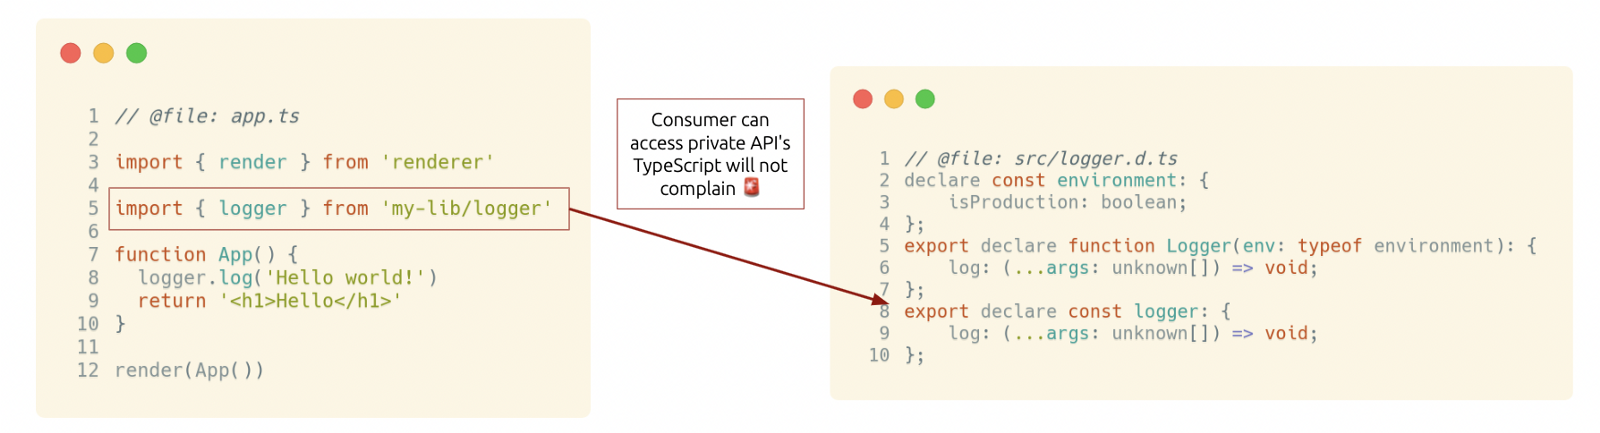 1 // @file: app.ts
2
3 import { render } from 'renderer'
4
5 import { logger } from 'my-lib/logger'
6
7 function App() {
8   logger.log('Hello world!')
9   return '<h1>Hello</h1>'
10 }
11
12 render(App())
Consumer can
access private API's
TypeScript will not
complain 🚨
1 // @file: src/logger.d.ts
2 declare const environment: {
3     isProduction: boolean;
4 };
5 export declare function Logger(env: typeof environment): {
6     log: (...args: unknown[]) => void;
7 };
8 export declare const logger: {
9     log: (...args: unknown[]) => void;
10 };